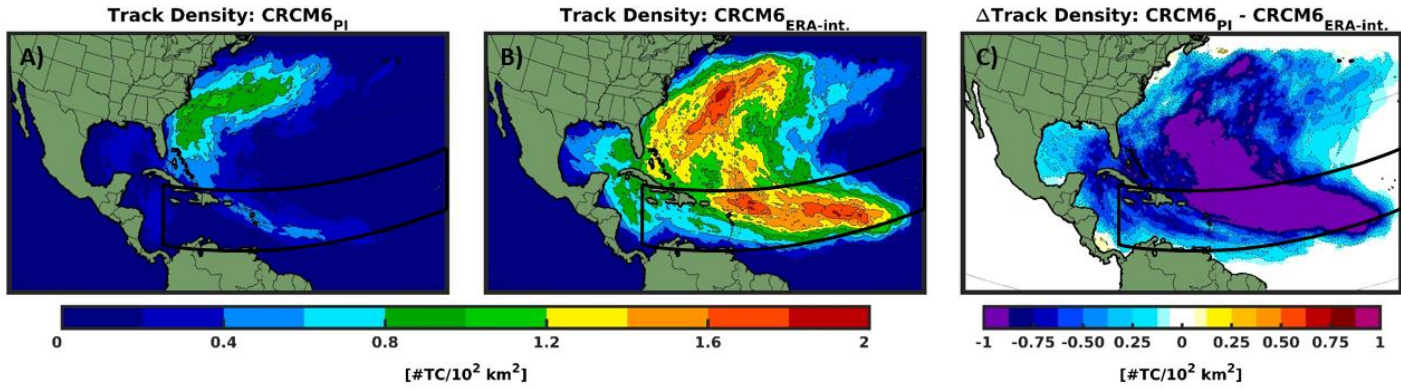 Track Density: CRCM6PI
Track Density: CRCM6ERA-int.
ΔTrack Density: CRCM6PI - CRCM6ERA-int.
A)
B)
C)
0 0.4 0.8 1.2 1.6 2
[#TC/10² km²]
-1 -0.75 -0.50 -0.25 0 0.25 0.50 0.75 1
[#TC/10² km²]